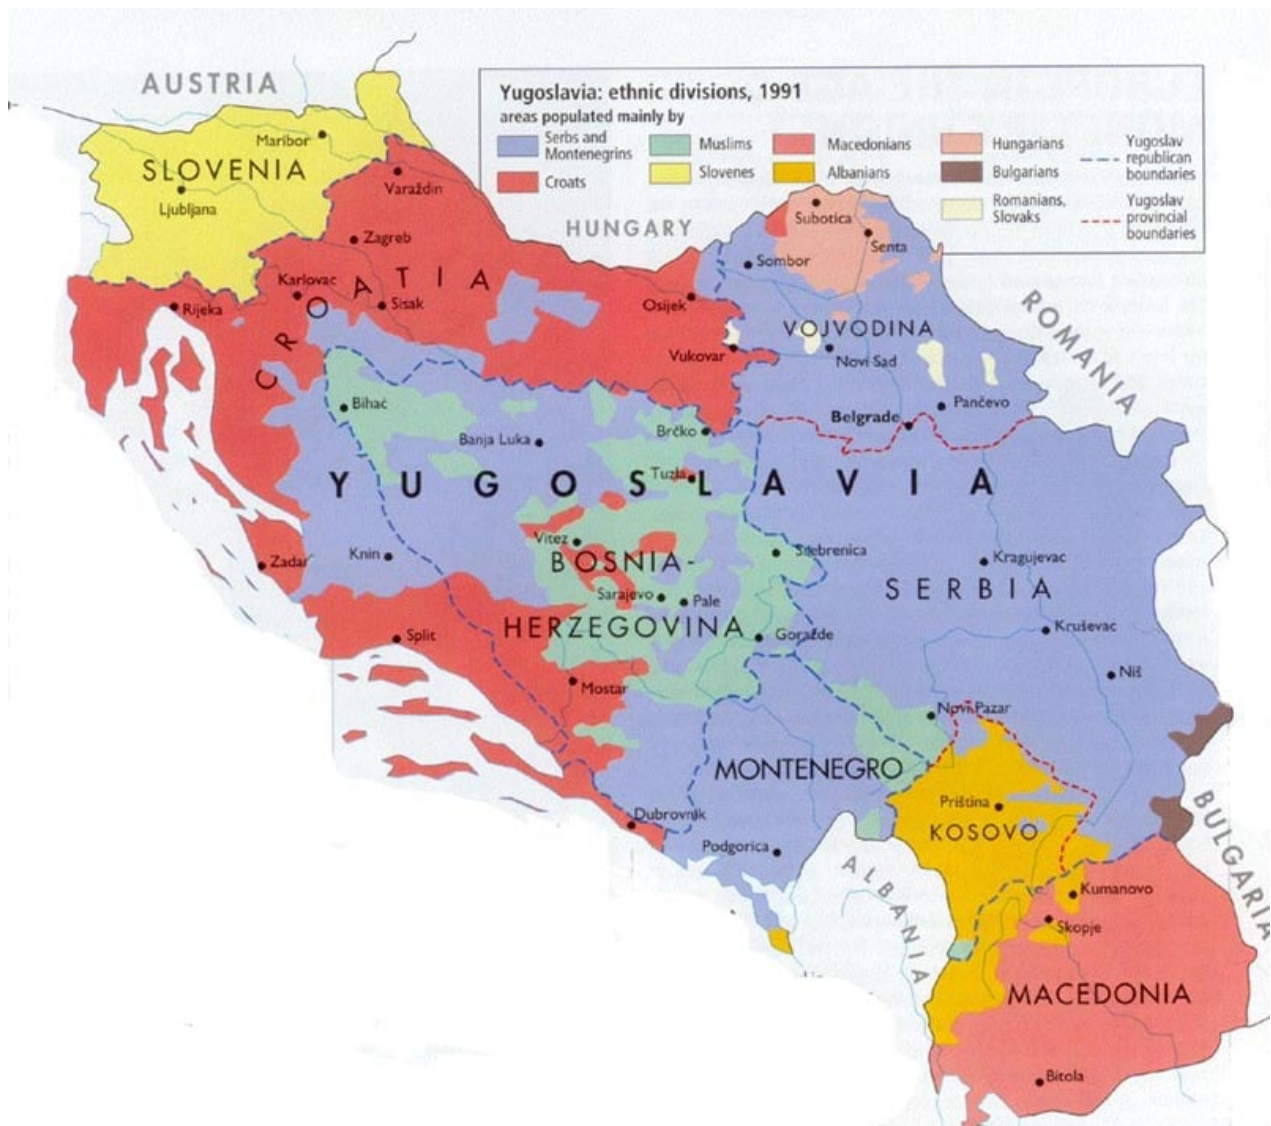 AUSTRIA
Yugoslavia: ethnic divisions, 1991
areas populated mainly by
Serbs and
Montenegrins
Croats
Muslims
Slovenes
Macedonians
Albanians
Hungarians
Bulgarians
Romanians,
Slovaks
Yugoslav
republican
boundaries
Yugoslav
provincial
boundaries
Maribor
SLOVENIA
Ljubljana
Varaždin
HUNGARY
Subotica
Senta
Zagreb
Sombor
Karlovac
CROATIA
Sisak
Rijeka
Osijek
ROMANIA
VOJVODINA
Vukovar
Novi Sad
Bihać
Pančevo
Belgrade
Banja Luka
Brčko
Tuzla
YUGOSLAVIA
Vitez
Knin
Zadar
BOSNIA-
HERZEGOVINA
Srebrenica
Kragujevac
SERBIA
Sarajevo
Pale
Goražde
Kruševac
Split
Niš
Mostar
Novi Pazar
MONTENEGRO
Priština
KOSOVO
Dubrovnik
Podgorica
BULGARIA
ALBANIA
Kumanovo
Skopje
MACEDONIA
Bitola